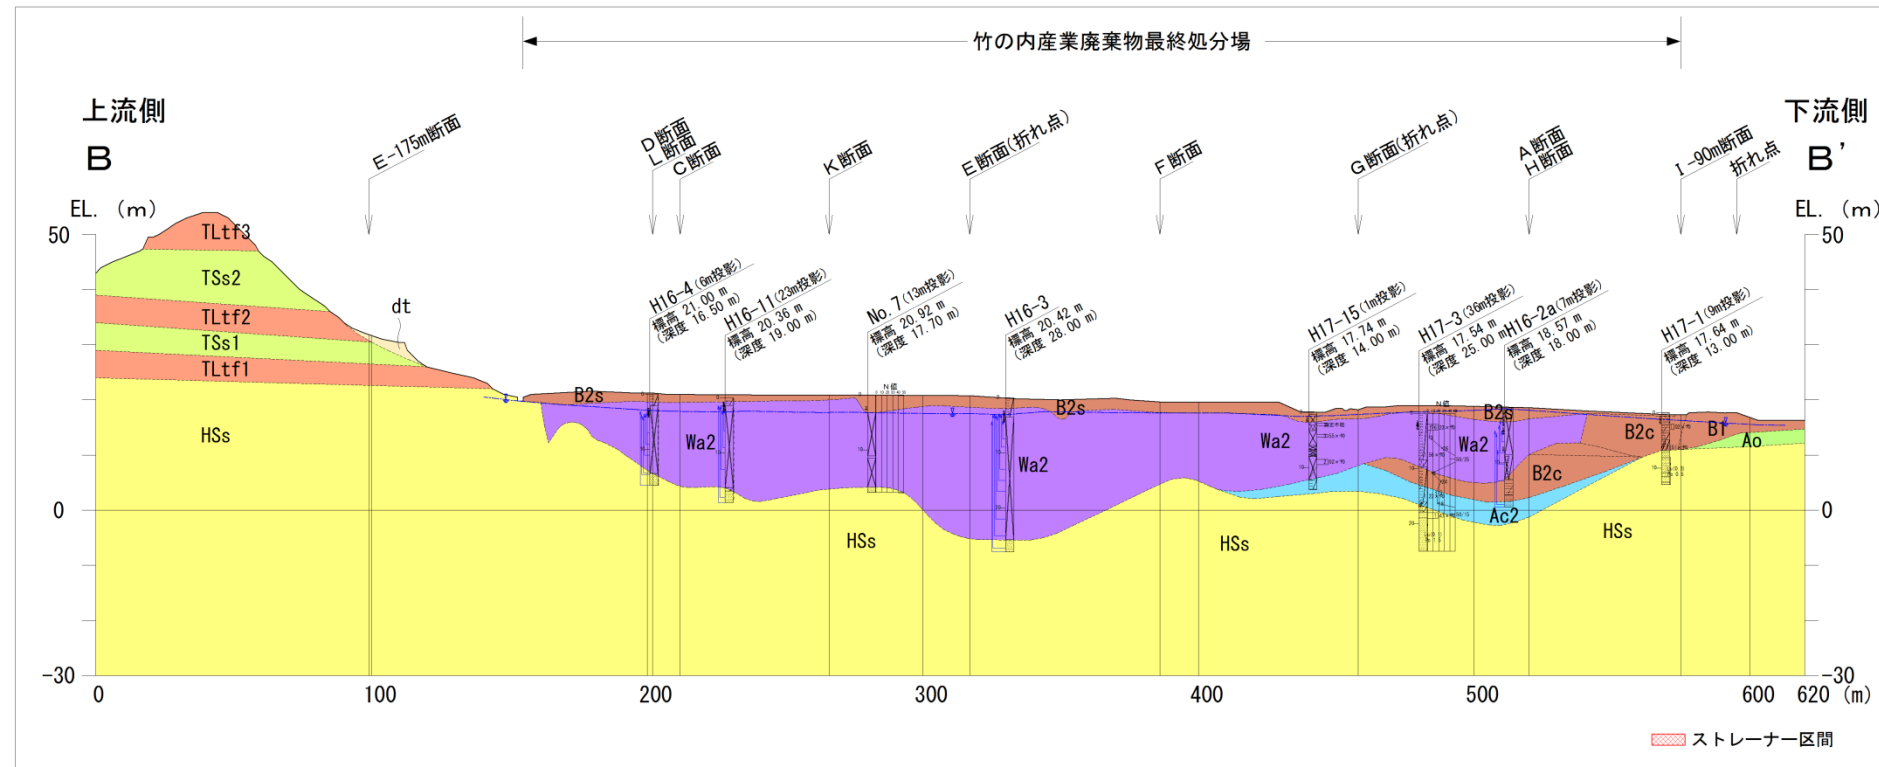 竹の内産業廃棄物最終処分場
上流側
B
下流側
B'
E-175m断面
D断面
L断面
C断面
K断面
E断面(折れ点)
F断面
G断面(折れ点)
A断面
H断面
I-90m断面
折れ点
EL. (m)
EL. (m)
50
50
TLtf3
TSs2
TLtf2
TSs1
TLtf1
dt
HSs
H16-4(6m投影)
標高 21.00 m
(深度 16.50 m)
H16-11(23m投影)
標高 20.36 m
(深度 19.00 m)
No.7(13m投影)
標高 20.92 m
(深度 17.70 m)
H16-3
標高 20.42 m
(深度 28.00 m)
H17-15(1m投影)
標高 17.74 m
(深度 14.00 m)
H17-3(36m投影)
標高 17.54 m
(深度 25.00 m)
H16-2a(7m投影)
標高 18.57 m
(深度 18.00 m)
H17-1(9m投影)
標高 17.64 m
(深度 13.00 m)
N値
N値
B2s
B2s
B2s
Wa2
Wa2
Wa2
Wa2
B2c
B2c
B1
Ao
Ac2
HSs
HSs
HSs
0
0
-30
-30
0
100
200
300
400
500
600
620 (m)
ストレーナー区間